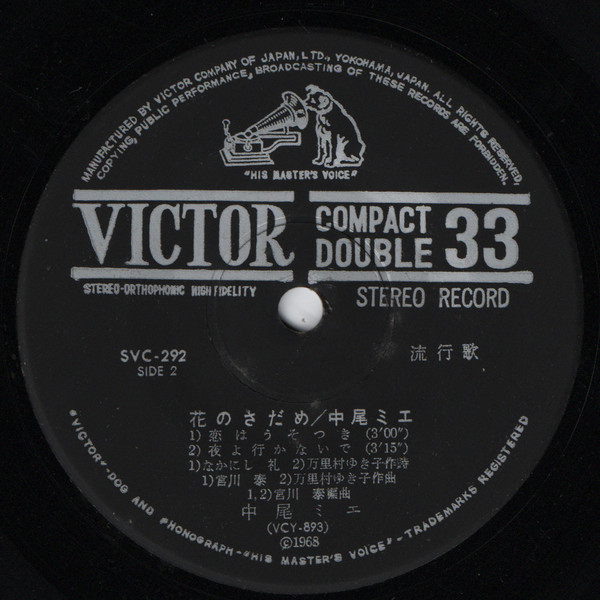 MANUFACTURED BY VICTOR COMPANY OF JAPAN, LTD., YOKOHAMA, JAPAN. ALL RIGHTS RESERVED,
COPYING, PUBLIC PERFORMANCE, BROADCASTING OF THESE RECORDS ARE FORBIDDEN.
"HIS MASTER'S VOICE"
VICTOR
COMPACT
DOUBLE 33
STEREO-ORTHOPHONIC HIGH FIDELITY
STEREO RECORD
SVC-292
SIDE 2
流行歌
花のさだめ/中尾ミエ
1) 恋はうそつき (3'00")
2) 夜よ行かないで (3'15")
1)なかにし 礼 2)万里村ゆき子作詩
1)宮川 泰 2)万里村ゆき子作曲
1,2)宮川 泰編曲
中尾ミエ
(VCY-893)
©1968
"VICTOR"-DOG AND PHONOGRAPH-"HIS MASTER'S VOICE"-TRADEMARKS REGISTERED